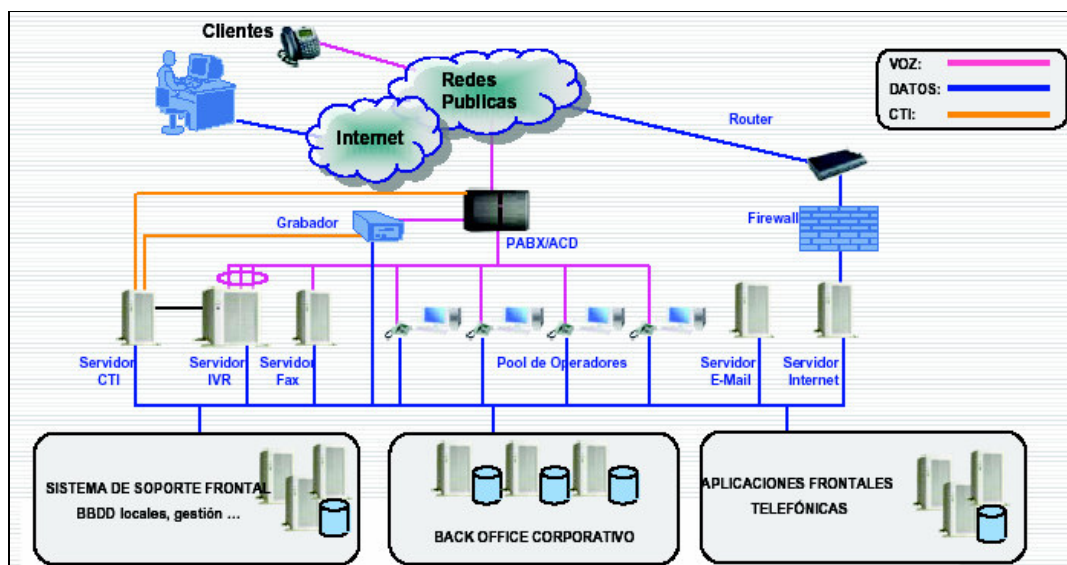 Clientes
Redes
Publicas
Internet
VOZ:
DATOS:
CTI:
Router
Grabador
PABX/ACD
Firewall
Servidor
CTI
Servidor
IVR
Servidor
Fax
Pool de Operadores
Servidor
E-Mail
Servidor
Internet
SISTEMA DE SOPORTE FRONTAL
BBDD locales, gestión ...
BACK OFFICE CORPORATIVO
APLICACIONES FRONTALES
TELEFÓNICAS